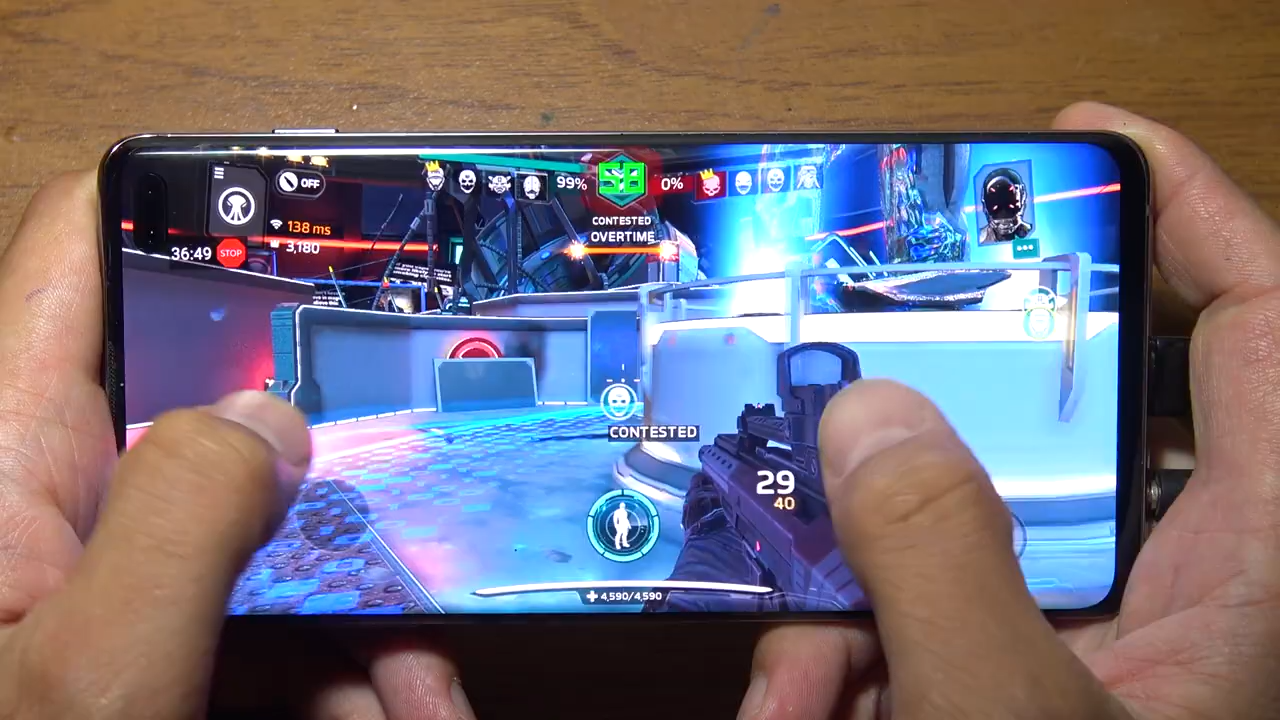 OFF
99%
SB
0%
138 ms
3,180
CONTESTED
OVERTIME
36:49
STOP
CONTESTED
29
40
4,590/4,590